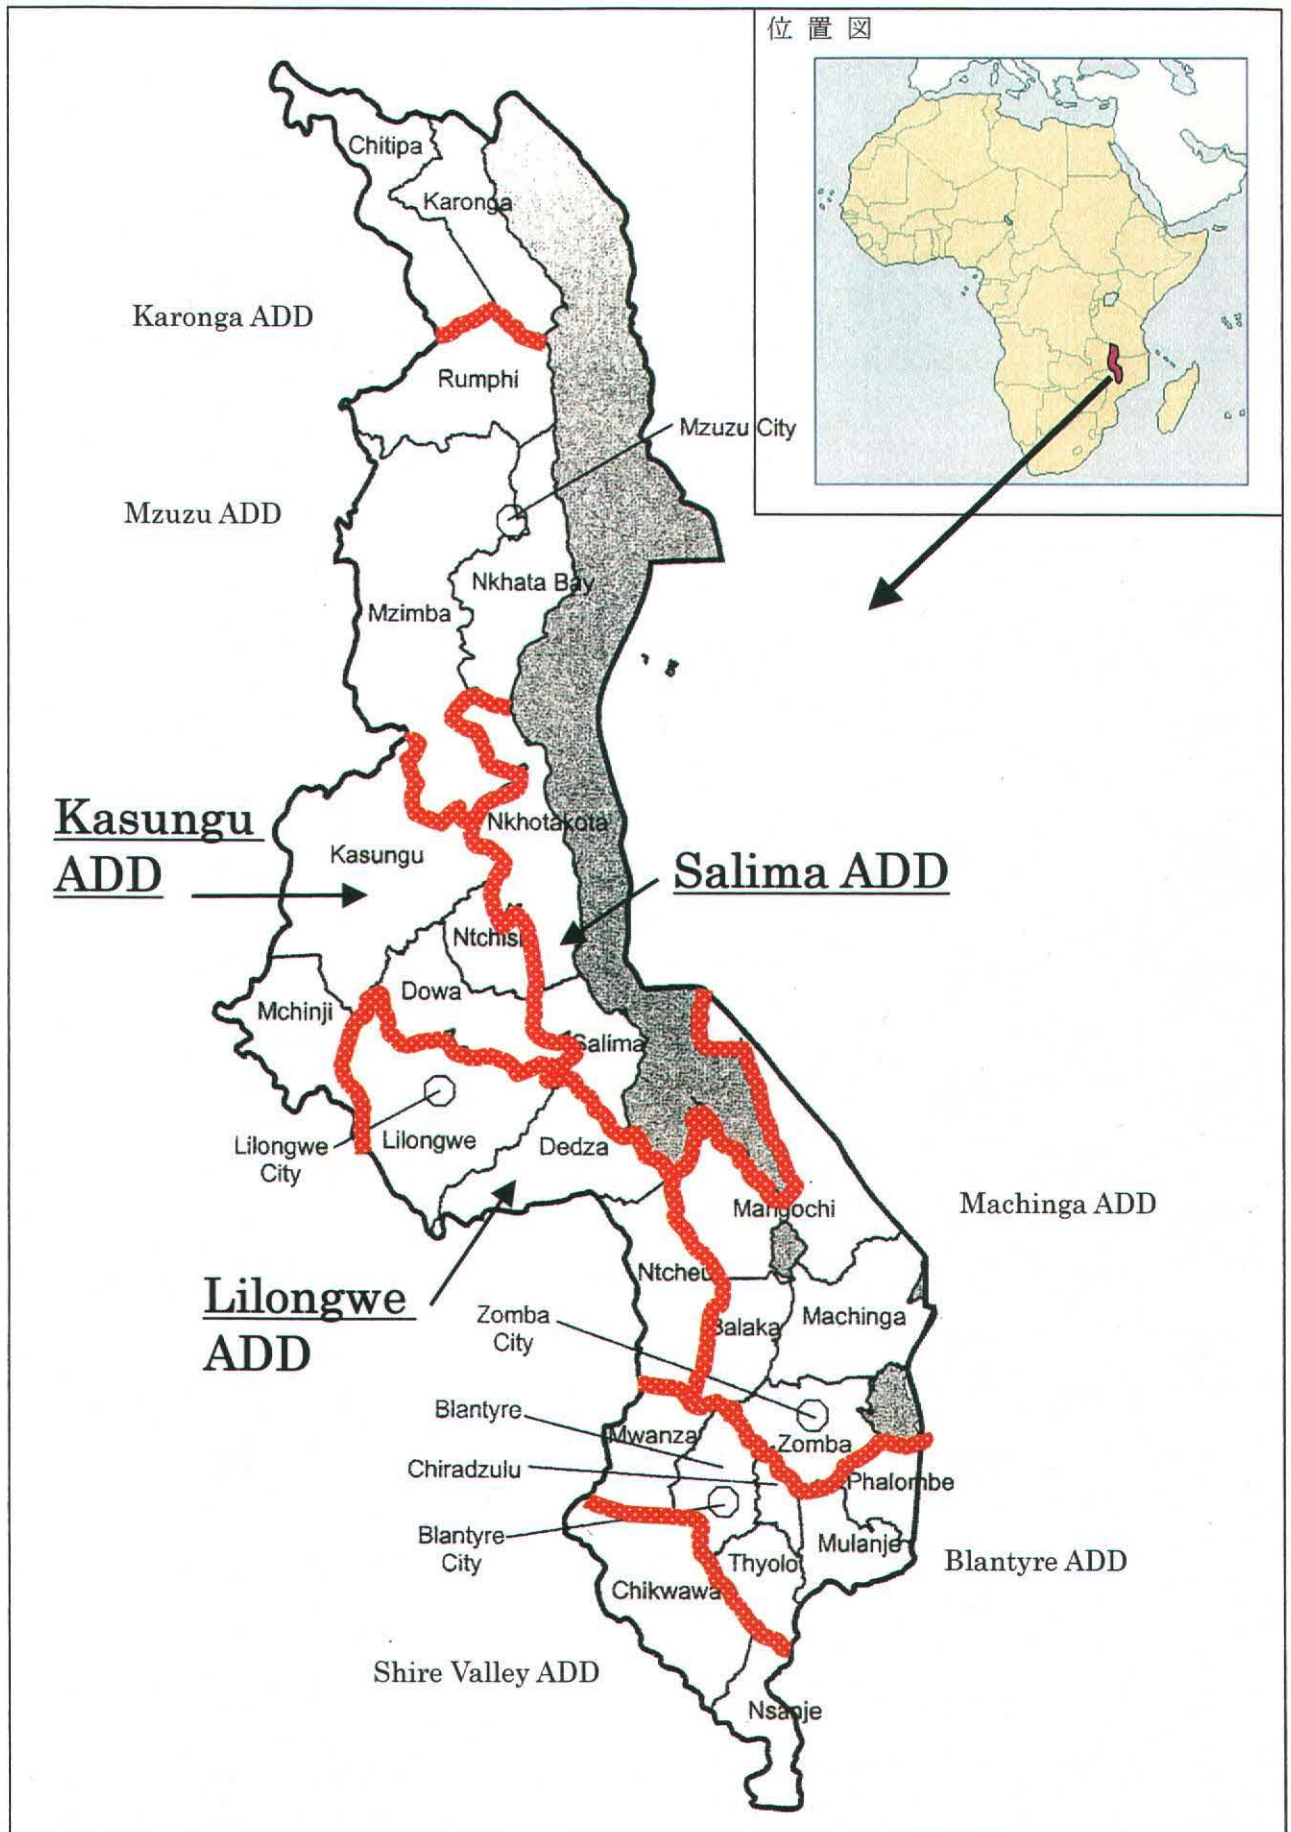 位置図
Chitipa
Karonga
Karonga ADD
Rumphi
Mzuzu City
Mzuzu ADD
Nkhata Bay
Mzimba
Kasungu
ADD
Nkhotakota
Kasungu
Salima ADD
Ntchisi
Dowa
Mchinji
Salima
Lilongwe
City
Lilongwe
Dedza
Mangochi
Machinga ADD
Ntcheu
Lilongwe
ADD
Zomba
City
Balaka
Machinga
Blantyre
Mwanza
Zomba
Chiradzulu
Phalombe
Blantyre
City
Mulanje
Thyolo
Blantyre ADD
Chikwawa
Shire Valley ADD
Nsanje